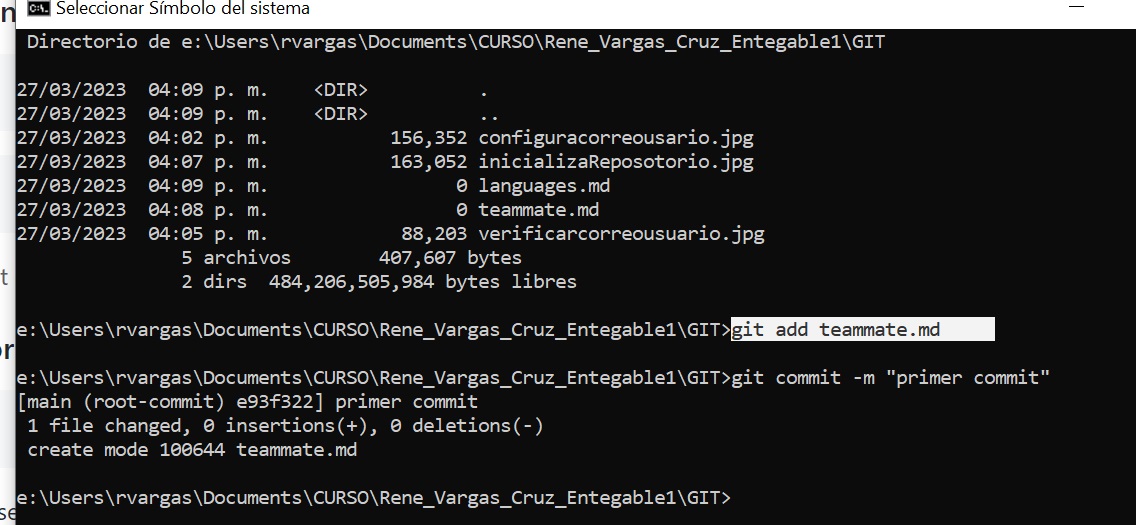 Seleccionar Símbolo del sistema
Directorio de e:\Users\rvargas\Documents\CURSO\Rene_Vargas_Cruz_Entegable1\GIT
27/03/2023  04:09 p. m.    <DIR>          .
27/03/2023  04:09 p. m.    <DIR>          ..
27/03/2023  04:02 p. m.           156,352 configuracorreousario.jpg
27/03/2023  04:07 p. m.           163,052 inicializaReposotorio.jpg
27/03/2023  04:09 p. m.                 0 languages.md
27/03/2023  04:08 p. m.                 0 teammate.md
27/03/2023  04:05 p. m.            88,203 verificarcorreousuario.jpg
5 archivos        407,607 bytes
2 dirs  484,206,505,984 bytes libres
e:\Users\rvargas\Documents\CURSO\Rene_Vargas_Cruz_Entegable1\GIT>git add teammate.md
e:\Users\rvargas\Documents\CURSO\Rene_Vargas_Cruz_Entegable1\GIT>git commit -m "primer commit"
[main (root-commit) e93f322] primer commit
1 file changed, 0 insertions(+), 0 deletions(-)
create mode 100644 teammate.md
e:\Users\rvargas\Documents\CURSO\Rene_Vargas_Cruz_Entegable1\GIT>